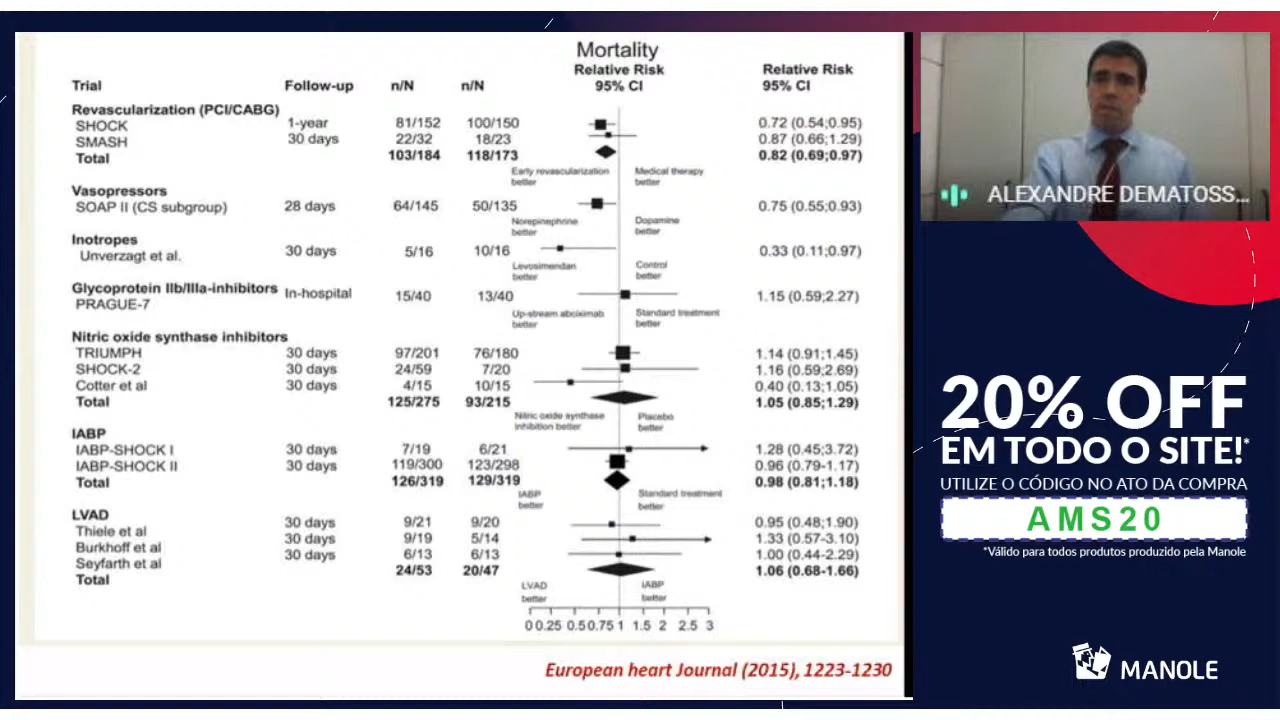 Mortality
Relative Risk
95% CI
Relative Risk
95% CI
Trial Follow-up n/N n/N
Revascularization (PCI/CABG)
SHOCK 1-year 81/152 100/150 0.72 (0.54;0.95)
SMASH 30 days 22/32 18/23 0.87 (0.66;1.29)
Total 103/184 118/173 0.82 (0.69;0.97)
Early revascularization better Medical therapy better
Vasopressors
SOAP II (CS subgroup) 28 days 64/145 50/135 0.75 (0.55;0.93)
Norepinephrine better Dopamine better
Inotropes
Unverzagt et al. 30 days 5/16 10/16 0.33 (0.11;0.97)
Levosimendan better Control better
Glycoprotein IIb/IIIa-inhibitors
PRAGUE-7 In-hospital 15/40 13/40 1.15 (0.59;2.27)
Up-stream abciximab better Standard treatment better
Nitric oxide synthase inhibitors
TRIUMPH 30 days 97/201 76/180 1.14 (0.91;1.45)
SHOCK-2 30 days 24/59 7/20 1.16 (0.59;2.69)
Cotter et al 30 days 4/15 10/15 0.40 (0.13;1.05)
Total 125/275 93/215 1.05 (0.85;1.29)
Nitric oxide synthase inhibition better Placebo better
IABP
IABP-SHOCK I 30 days 7/19 6/21 1.28 (0.45;3.72)
IABP-SHOCK II 30 days 119/300 123/298 0.96 (0.79-1.17)
Total 126/319 129/319 0.98 (0.81;1.18)
IABP better Standard treatment better
LVAD
Thiele et al 30 days 9/21 9/20 0.95 (0.48;1.90)
Burkhoff et al 30 days 9/19 5/14 1.33 (0.57-3.10)
Seyfarth et al 30 days 6/13 6/13 1.00 (0.44-2.29)
Total 24/53 20/47 1.06 (0.68-1.66)
LVAD better IABP better
0 0.25 0.5 0.75 1 1.5 2 2.5 3
European heart Journal (2015), 1223-1230
ALEXANDRE DEMATOSS...
20% OFF
EM TODO O SITE!*
UTILIZE O CÓDIGO NO ATO DA COMPRA
AMS20
*Válido para todos produtos produzido pela Manole
MANOLE